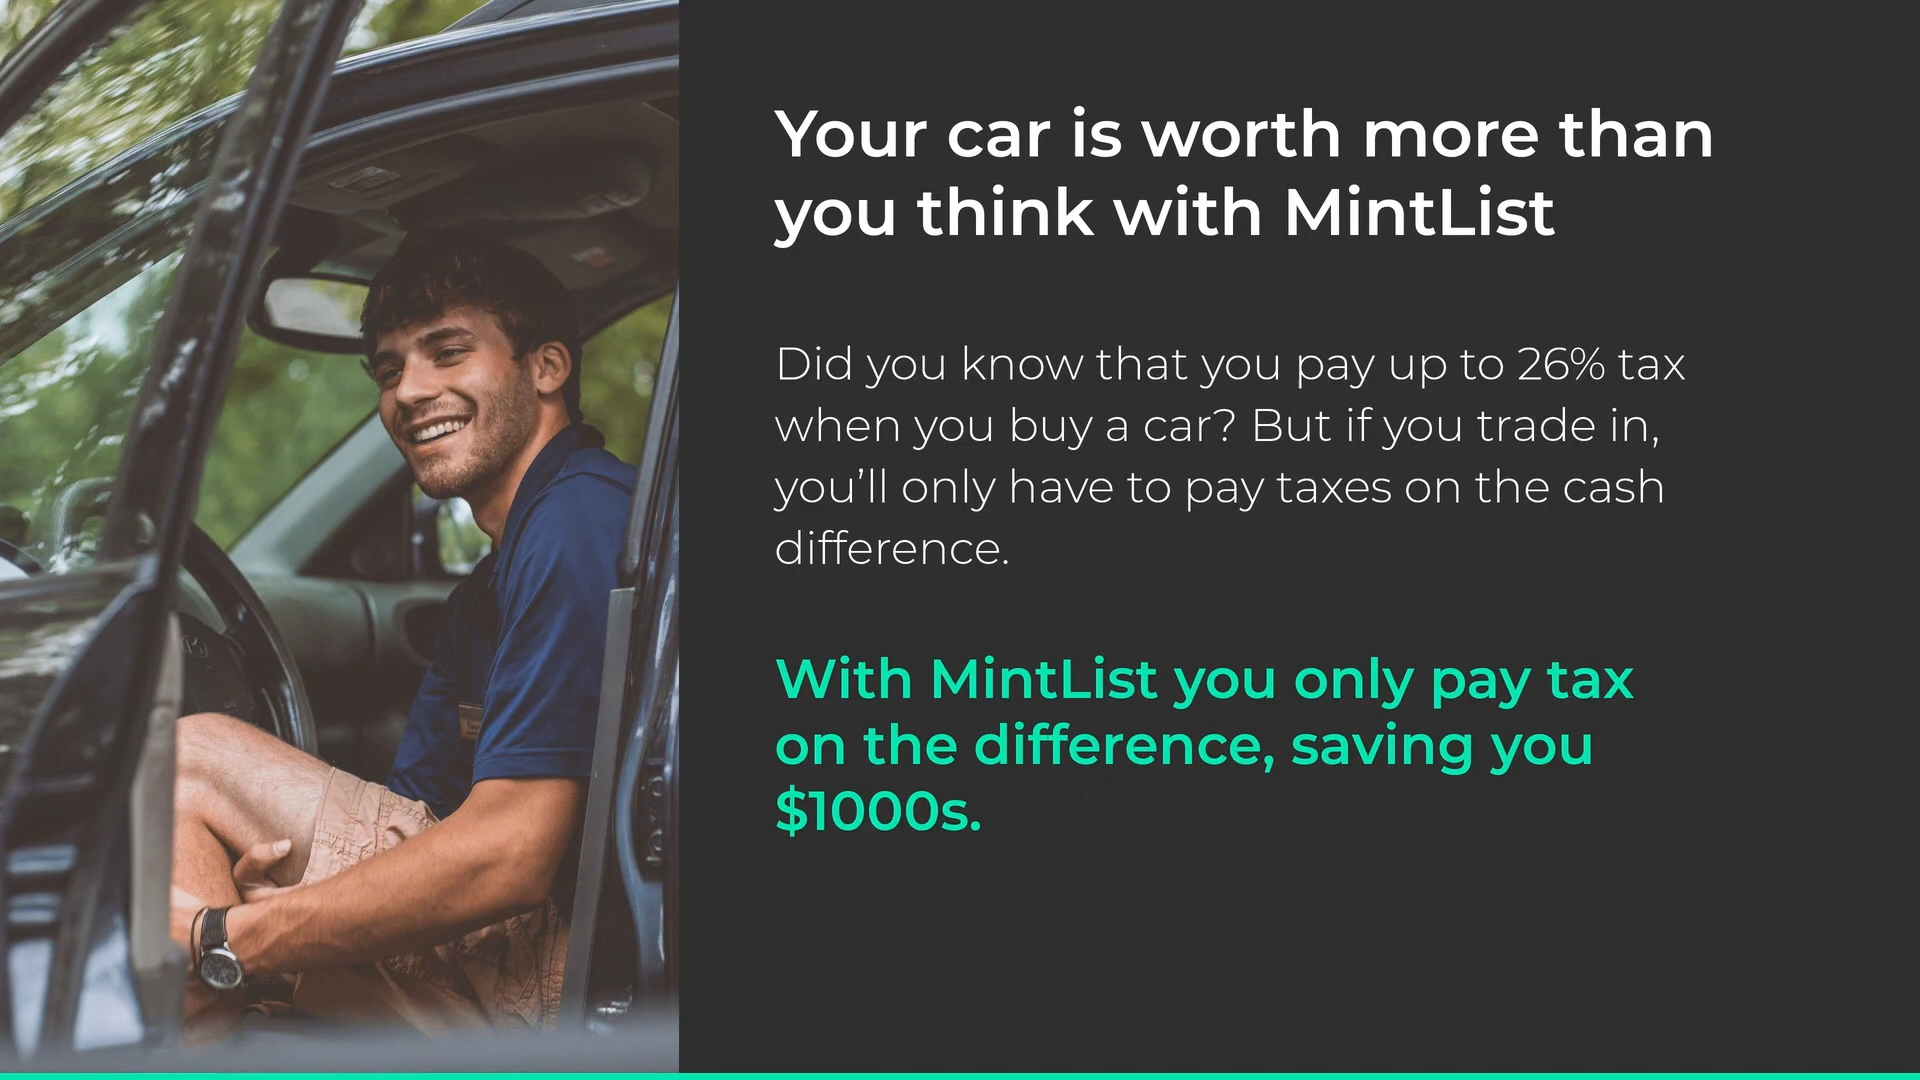 Your car is worth more than
you think with MintList
Did you know that you pay up to 26% tax
when you buy a car? But if you trade in,
you’ll only have to pay taxes on the cash
difference.
With MintList you only pay tax
on the difference, saving you
$1000s.